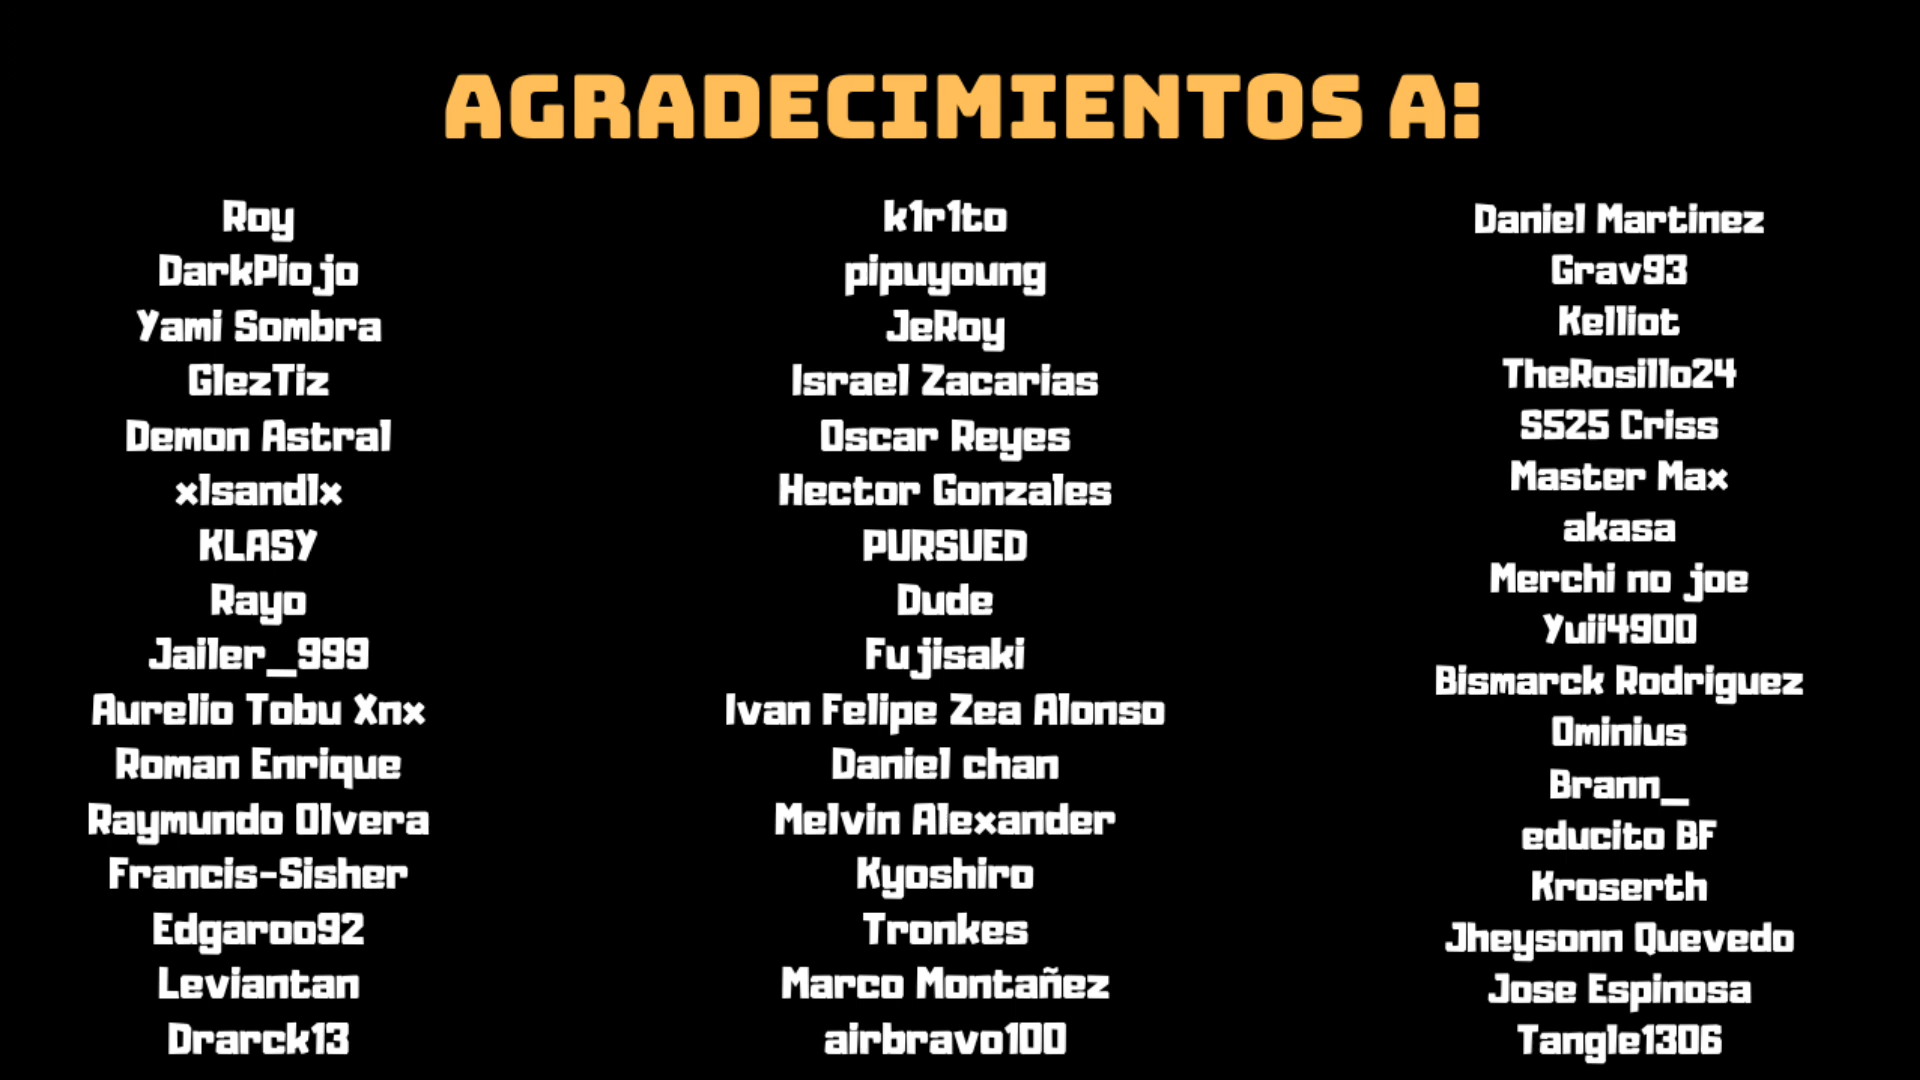 AGRADECIMIENTOS A:
Roy
DarkPiojo
Yami Sombra
GlezTiz
Demon Astral
xlsandlx
KLASY
Rayo
Jailer_999
Aurelio Tobu Xnx
Roman Enrique
Raymundo Olvera
Francis-Sisher
Edgaroo92
Leviantan
Drarck13
k1r1to
pipuyoung
JeRoy
Israel Zacarias
Oscar Reyes
Hector Gonzales
PURSUED
Dude
Fujisaki
Ivan Felipe Zea Alonso
Daniel chan
Melvin Alexander
Kyoshiro
Tronkes
Marco Montañez
airbravo100
Daniel Martinez
Grav93
Kelliot
TheRosillo24
S525 Criss
Master Max
akasa
Merchi no joe
Yuii4900
Bismarck Rodriguez
Ominius
Brann_
educito BF
Kroserth
Jheysonn Quevedo
Jose Espinosa
Tangle1306